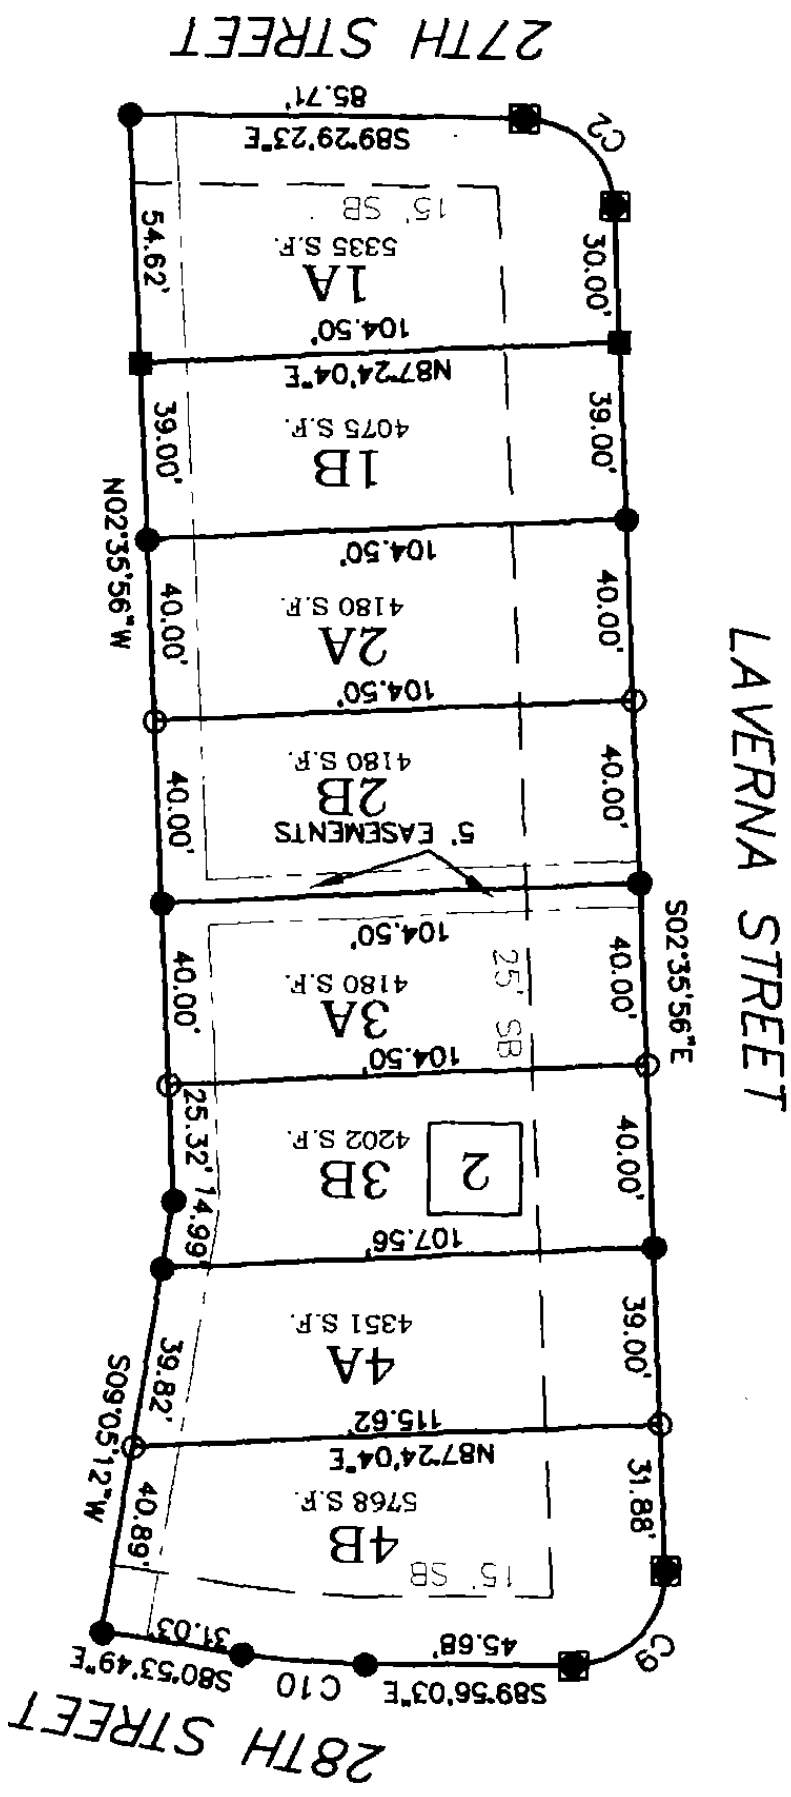 27TH STREET
85.71'
S89°29'23"E
C2
15' SB
54.62'
5335 S.F.
1A
30.00'
104.50'
N87°24'04"E
39.00'
4075 S.F.
1B
39.00'
N02°35'56"W
104.50'
40.00'
4180 S.F.
2A
40.00'
LAVERNA STREET
104.50'
40.00'
4180 S.F.
2B
40.00'
5' EASEMENTS
S02°35'56"E
104.50'
40.00'
4180 S.F.
3A
25' SB
40.00'
104.50'
25.32'
14.99'
4202 S.F.
3B
2
40.00'
107.56'
39.82'
4351 S.F.
4A
39.00'
S09°05'12"W
115.62'
N87°24'04"E
40.89'
5768 S.F.
4B
31.88'
15' SB
C9
31.03'
45.68'
S80°53'49"E
C10
S89°56'03"E
28TH STREET